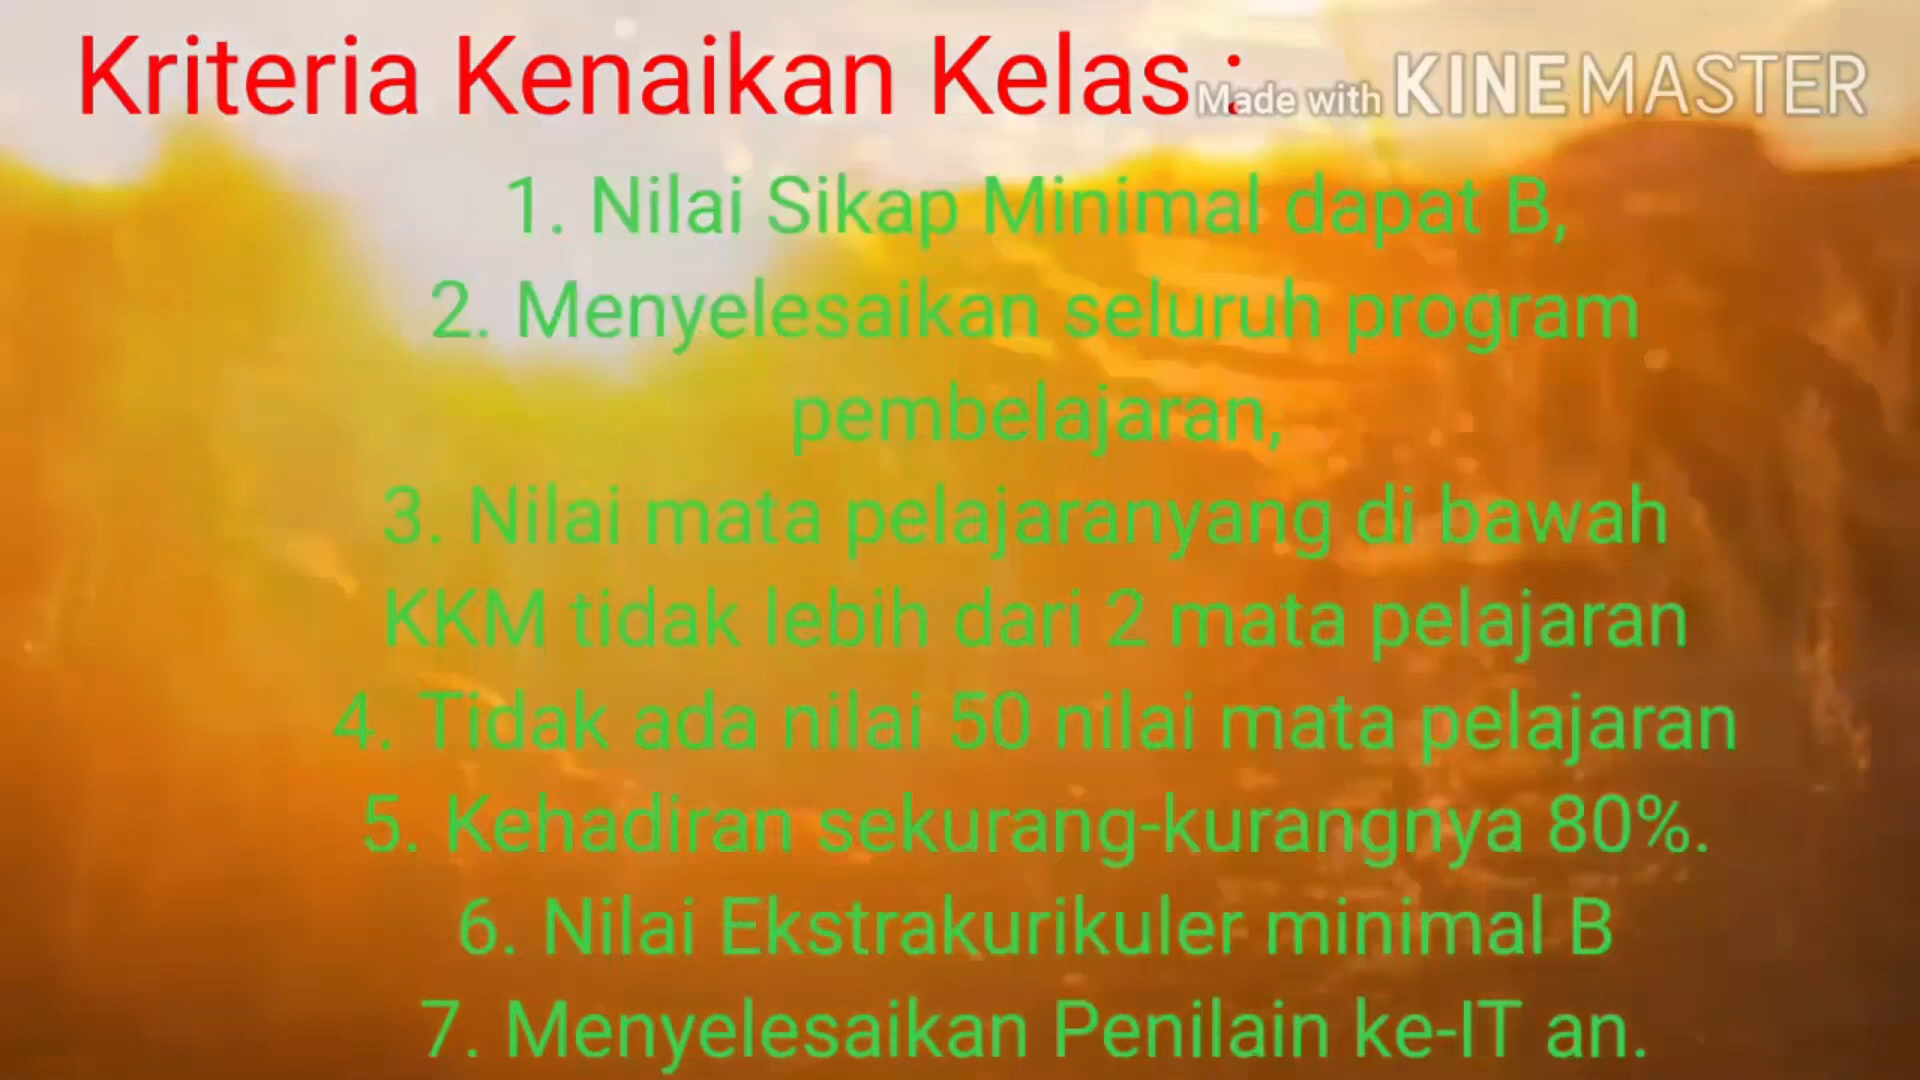 Kriteria Kenaikan Kelas :
Made with KINEMASTER
1. Nilai Sikap Minimal dapat B,
2. Menyelesaikan seluruh program
pembelajaran,
3. Nilai mata pelajaranyang di bawah
KKM tidak lebih dari 2 mata pelajaran
4. Tidak ada nilai 50 nilai mata pelajaran
5. Kehadiran sekurang-kurangnya 80%.
6. Nilai Ekstrakurikuler minimal B
7. Menyelesaikan Penilain ke-IT an.